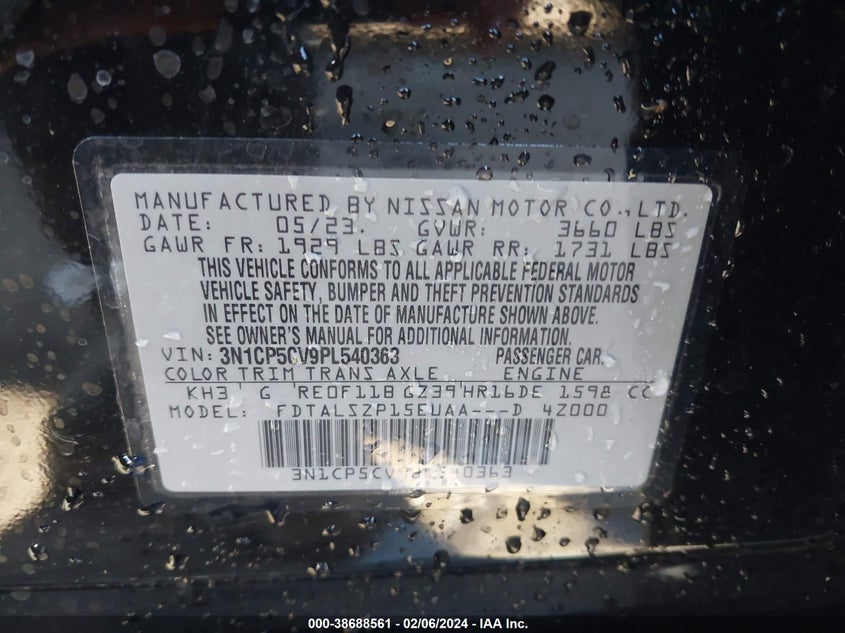 MANUFACTURED BY NISSAN MOTOR CO., LTD.
DATE: 05/23. GVWR: 3660 LBS
GAWR FR: 1929 LBS GAWR RR: 1731 LBS
THIS VEHICLE CONFORMS TO ALL APPLICABLE FEDERAL MOTOR
VEHICLE SAFETY, BUMPER AND THEFT PREVENTION STANDARDS
IN EFFECT ON THE DATE OF MANUFACTURE SHOWN ABOVE.
SEE OWNER'S MANUAL FOR ADDITIONAL INFORMATION.
VIN: 3N1CP5CV9PL540363 PASSENGER CAR.
COLOR TRIM TRANS AXLE ENGINE
KH3 G RE0F11B GZ39 HR16DE 1598 CC
MODEL: FDTALSZP15EUAA---D 4Z000
3N1CP5CV9PL540363
000-38688561 - 02/06/2024 - IAA Inc.